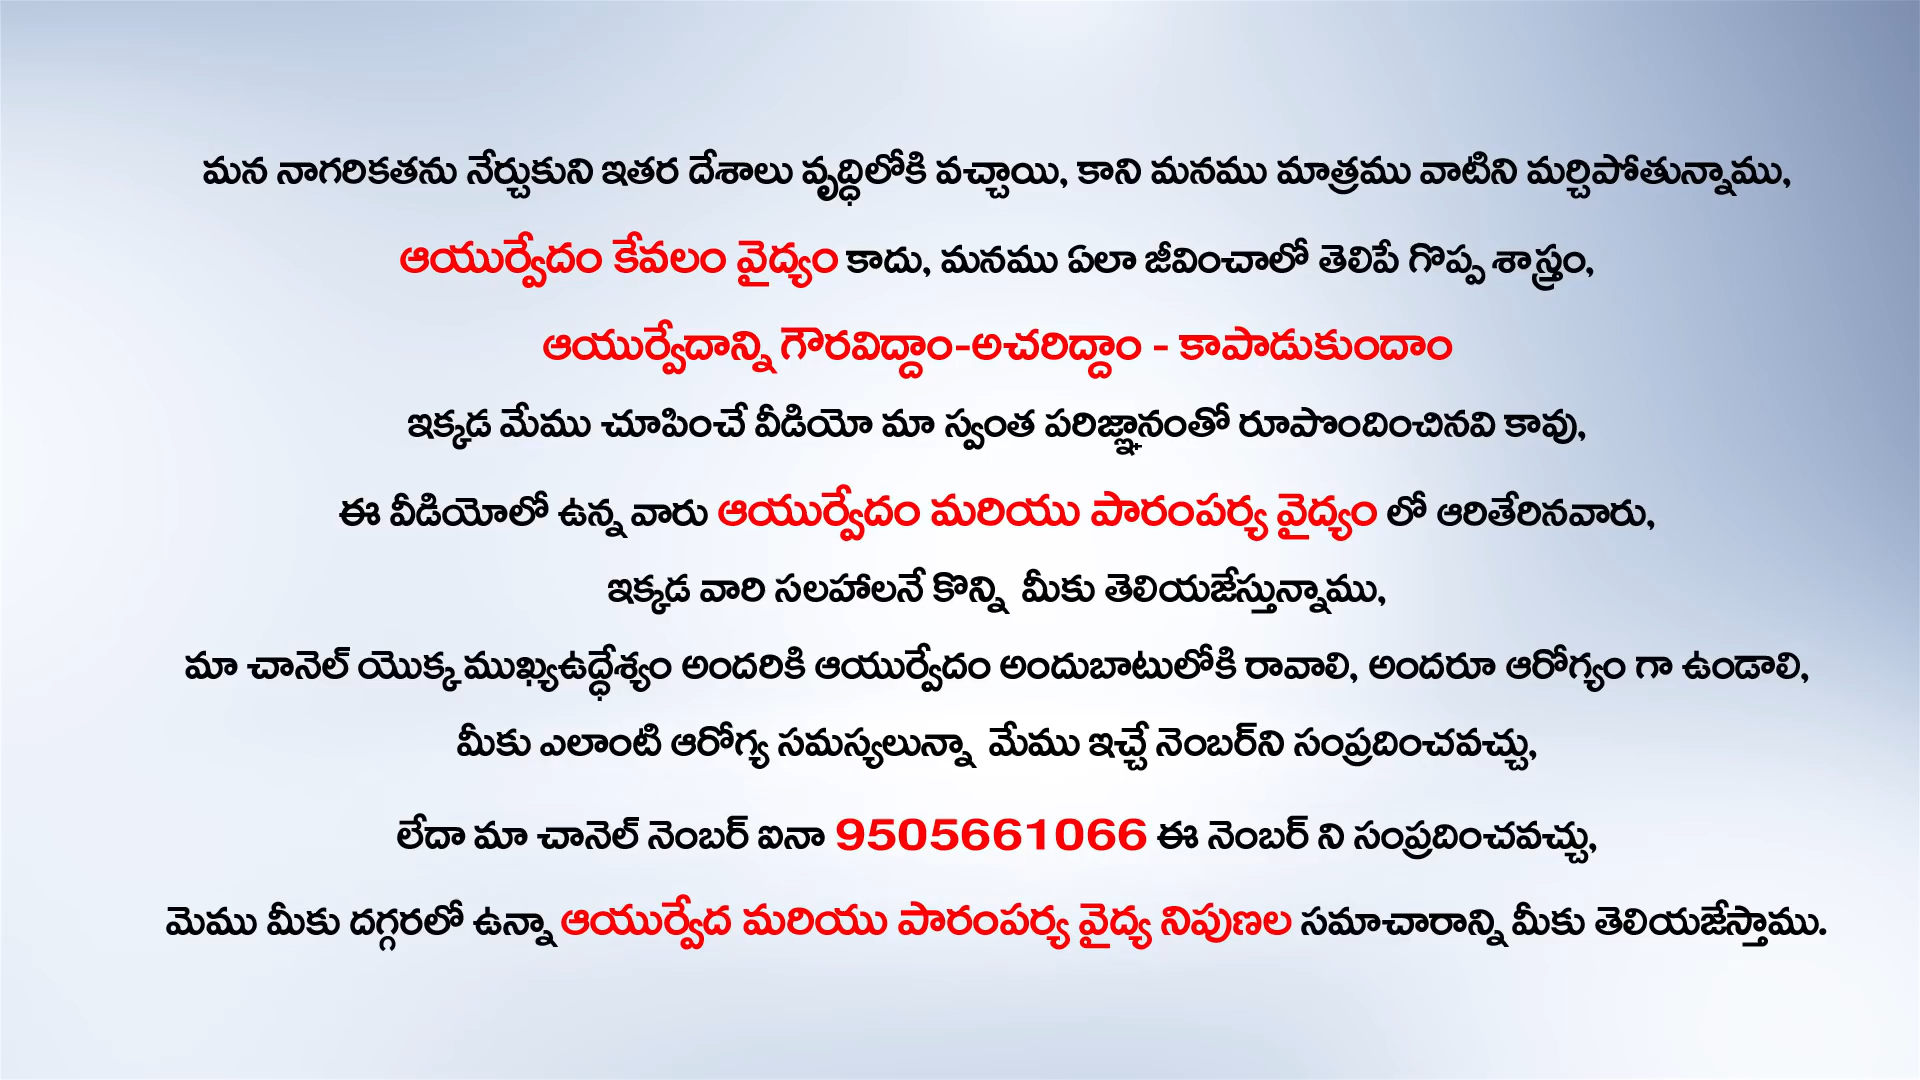 మన నాగరికతను నేర్చుకుని ఇతర దేశాలు వృద్ధిలోకి వచ్చాయి, కాని మనము మాత్రము వాటిని మర్చిపోతున్నాము,
ఆయుర్వేదం కేవలం వైద్యం కాదు, మనము ఏలా జీవించాలో తెలిపే గొప్ప శాస్త్రం,
ఆయుర్వేదాన్ని గౌరవిద్దాం-అచరిద్దాం - కాపాడుకుందాం
ఇక్కడ మేము చూపించే వీడియో మా స్వంత పరిజ్ఞానంతో రూపొందించినవి కావు,
ఈ వీడియోలో ఉన్న వారు ఆయుర్వేదం మరియు పారంపర్య వైద్యం లో ఆరితేరినవారు,
ఇక్కడ వారి సలహాలనే కొన్ని మీకు తెలియజేస్తున్నాము,
మా చానెల్ యొక్క ముఖ్యఉద్ధేశ్యం అందరికి ఆయుర్వేదం అందుబాటులోకి రావాలి, అందరూ ఆరోగ్యం గా ఉండాలి,
మీకు ఎలాంటి ఆరోగ్య సమస్యలున్నా మేము ఇచ్చే నెంబర్‌ని సంప్రదించవచ్చు,
లేదా మా చానెల్ నెంబర్ ఐనా 9505661066 ఈ నెంబర్ ని సంప్రదించవచ్చు,
మెము మీకు దగ్గరలో ఉన్నా ఆయుర్వేద మరియు పారంపర్య వైద్య నిపుణల సమాచారాన్ని మీకు తెలియజేస్తాము.